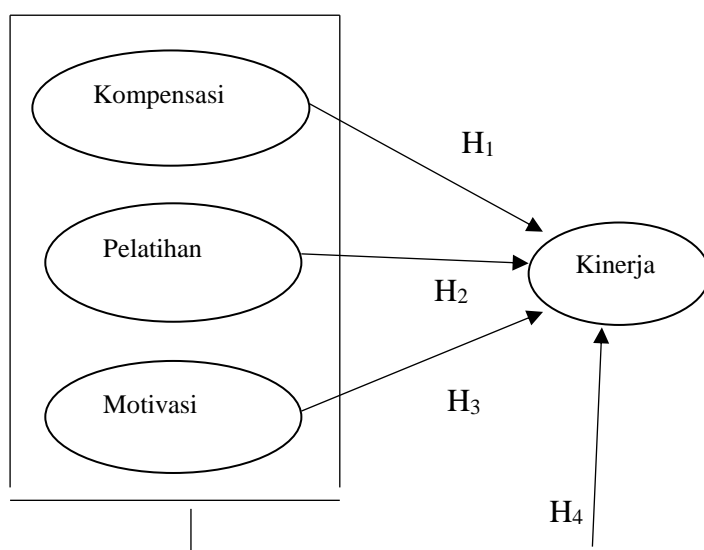 Kompensasi
H₁
Pelatihan
Kinerja
H₂
Motivasi
H₃
H₄